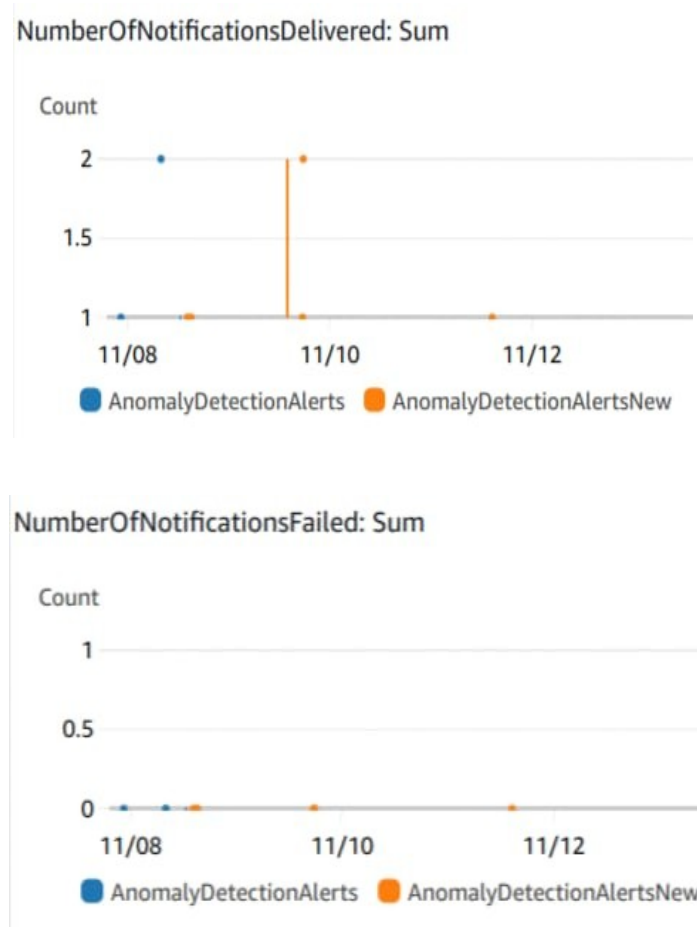 NumberOfNotificationsDelivered: Sum
Count
2
1.5
1
11/08 11/10 11/12
AnomalyDetectionAlerts AnomalyDetectionAlertsNew
NumberOfNotificationsFailed: Sum
Count
1
0.5
0
11/08 11/10 11/12
AnomalyDetectionAlerts AnomalyDetectionAlertsNew